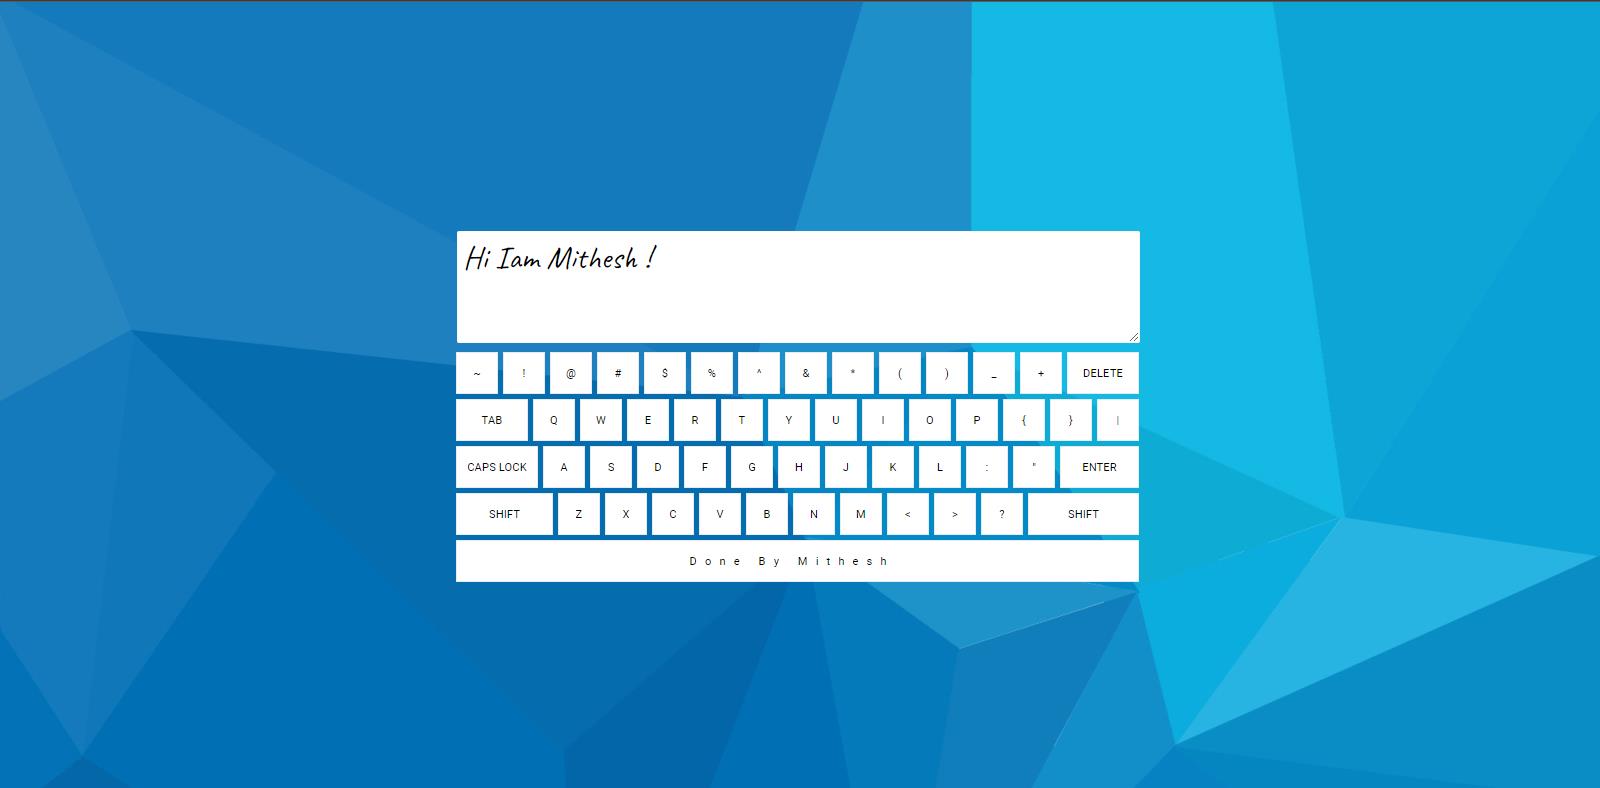 Hi Iam Mithesh !
~ ! @ # $ % ^ & * ( ) _ + DELETE
TAB Q W E R T Y U I O P { } |
CAPS LOCK A S D F G H J K L : " ENTER
SHIFT Z X C V B N M < > ? SHIFT
Done By Mithesh